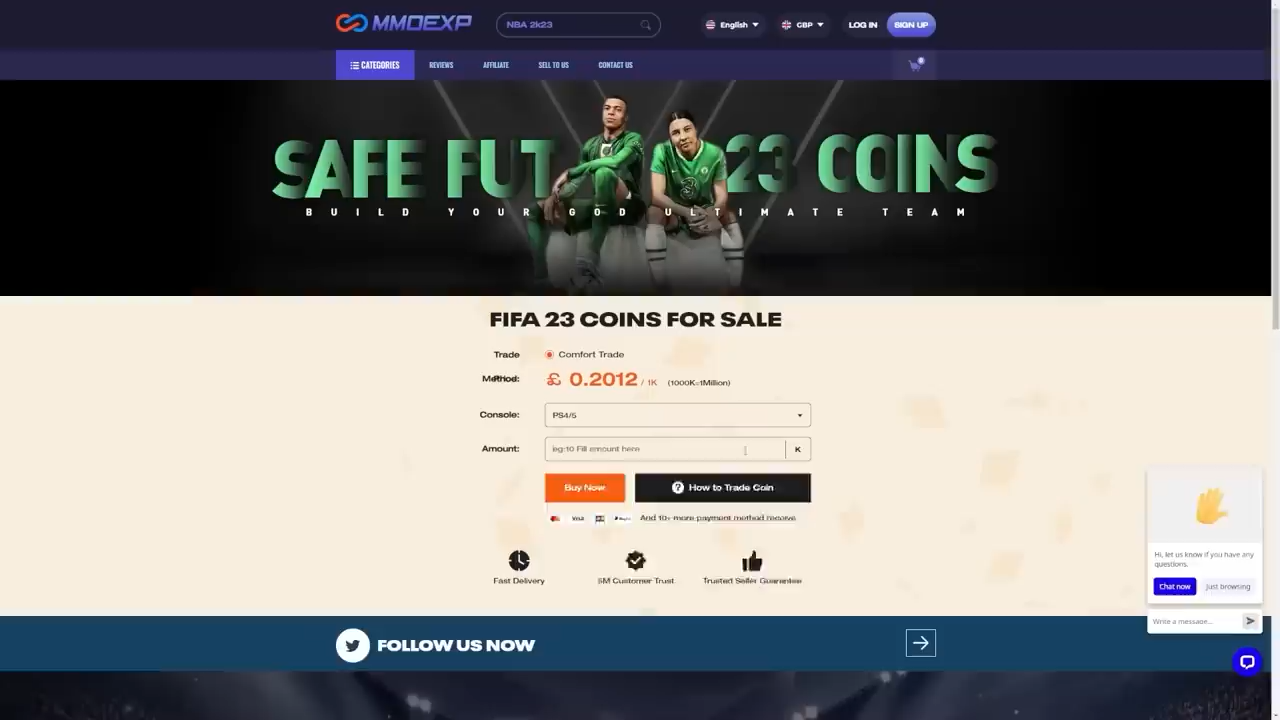 MMOEXP
NBA 2k23
English
GBP
LOG IN
SIGN UP
CATEGORIES
REVIEWS
AFFILIATE
SELL TO US
CONTACT US
0
SAFE FUT 23 COINS
BUILD YOUR GOD ULTIMATE TEAM
FIFA 23 COINS FOR SALE
Trade
Comfort Trade
Method:
£ 0.2012 / 1K (1000K=1Million)
Console:
PS4/5
Amount:
eg:10 Fill amount here
K
Buy Now
? How to Trade Coin
VISA
PayPal
And 10+ more payment method receive
Fast Delivery
5M Customer Trust
Trusted Seller Guarantee
FOLLOW US NOW
Hi, let us know if you have any
questions.
Chat now
Just browsing
Write a message...